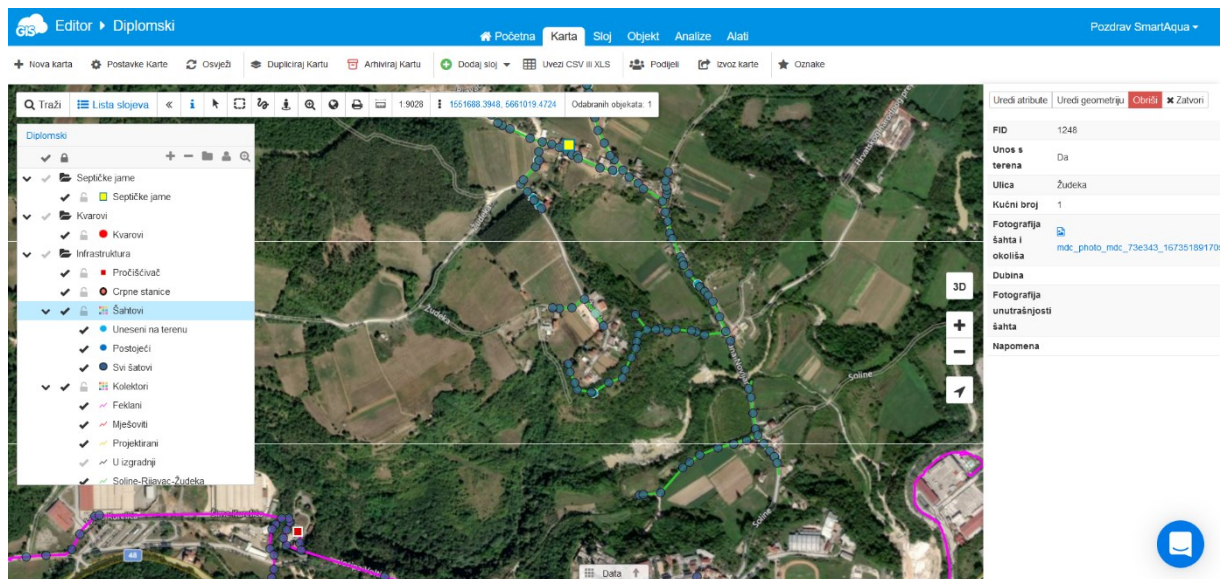 GIS Editor Diplomski
Početna Karta Sloj Objekt Analize Alati
Pozdrav SmartAqua
Nova karta Postavke Karte Osvježi Dupliciraj Kartu Arhiviraj Kartu Dodaj sloj Uvezi CSV ili XLS Podijeli Izvoz karte Oznake
Traži Lista slojeva « i 1:9028 1551688.3948, 5661019.4724 Odabranih objekata: 1
Diplomski
Septičke jame
Septičke jame
Kvarovi
Kvarovi
Infrastruktura
Pročišćivač
Crpne stanice
Šahtovi
Uneseni na terenu
Postojeći
Svi šatovi
Kolektori
Feklani
Mješoviti
Projektirani
U izgradnji
Soline-Rijavac-Žudeka
Žudeka
Žudeka
Soline
Soline
48
3D
+
−
Data
Uredi atribute Uredi geometriju Obriši Zatvori
FID 1248
Unos s
terena Da
Ulica Žudeka
Kućni broj 1
Fotografija
šahta i
okoliša
mdc_photo_mdc_73e343_1673518917
Dubina
Fotografija
unutrašnjosti
šahta
Napomena